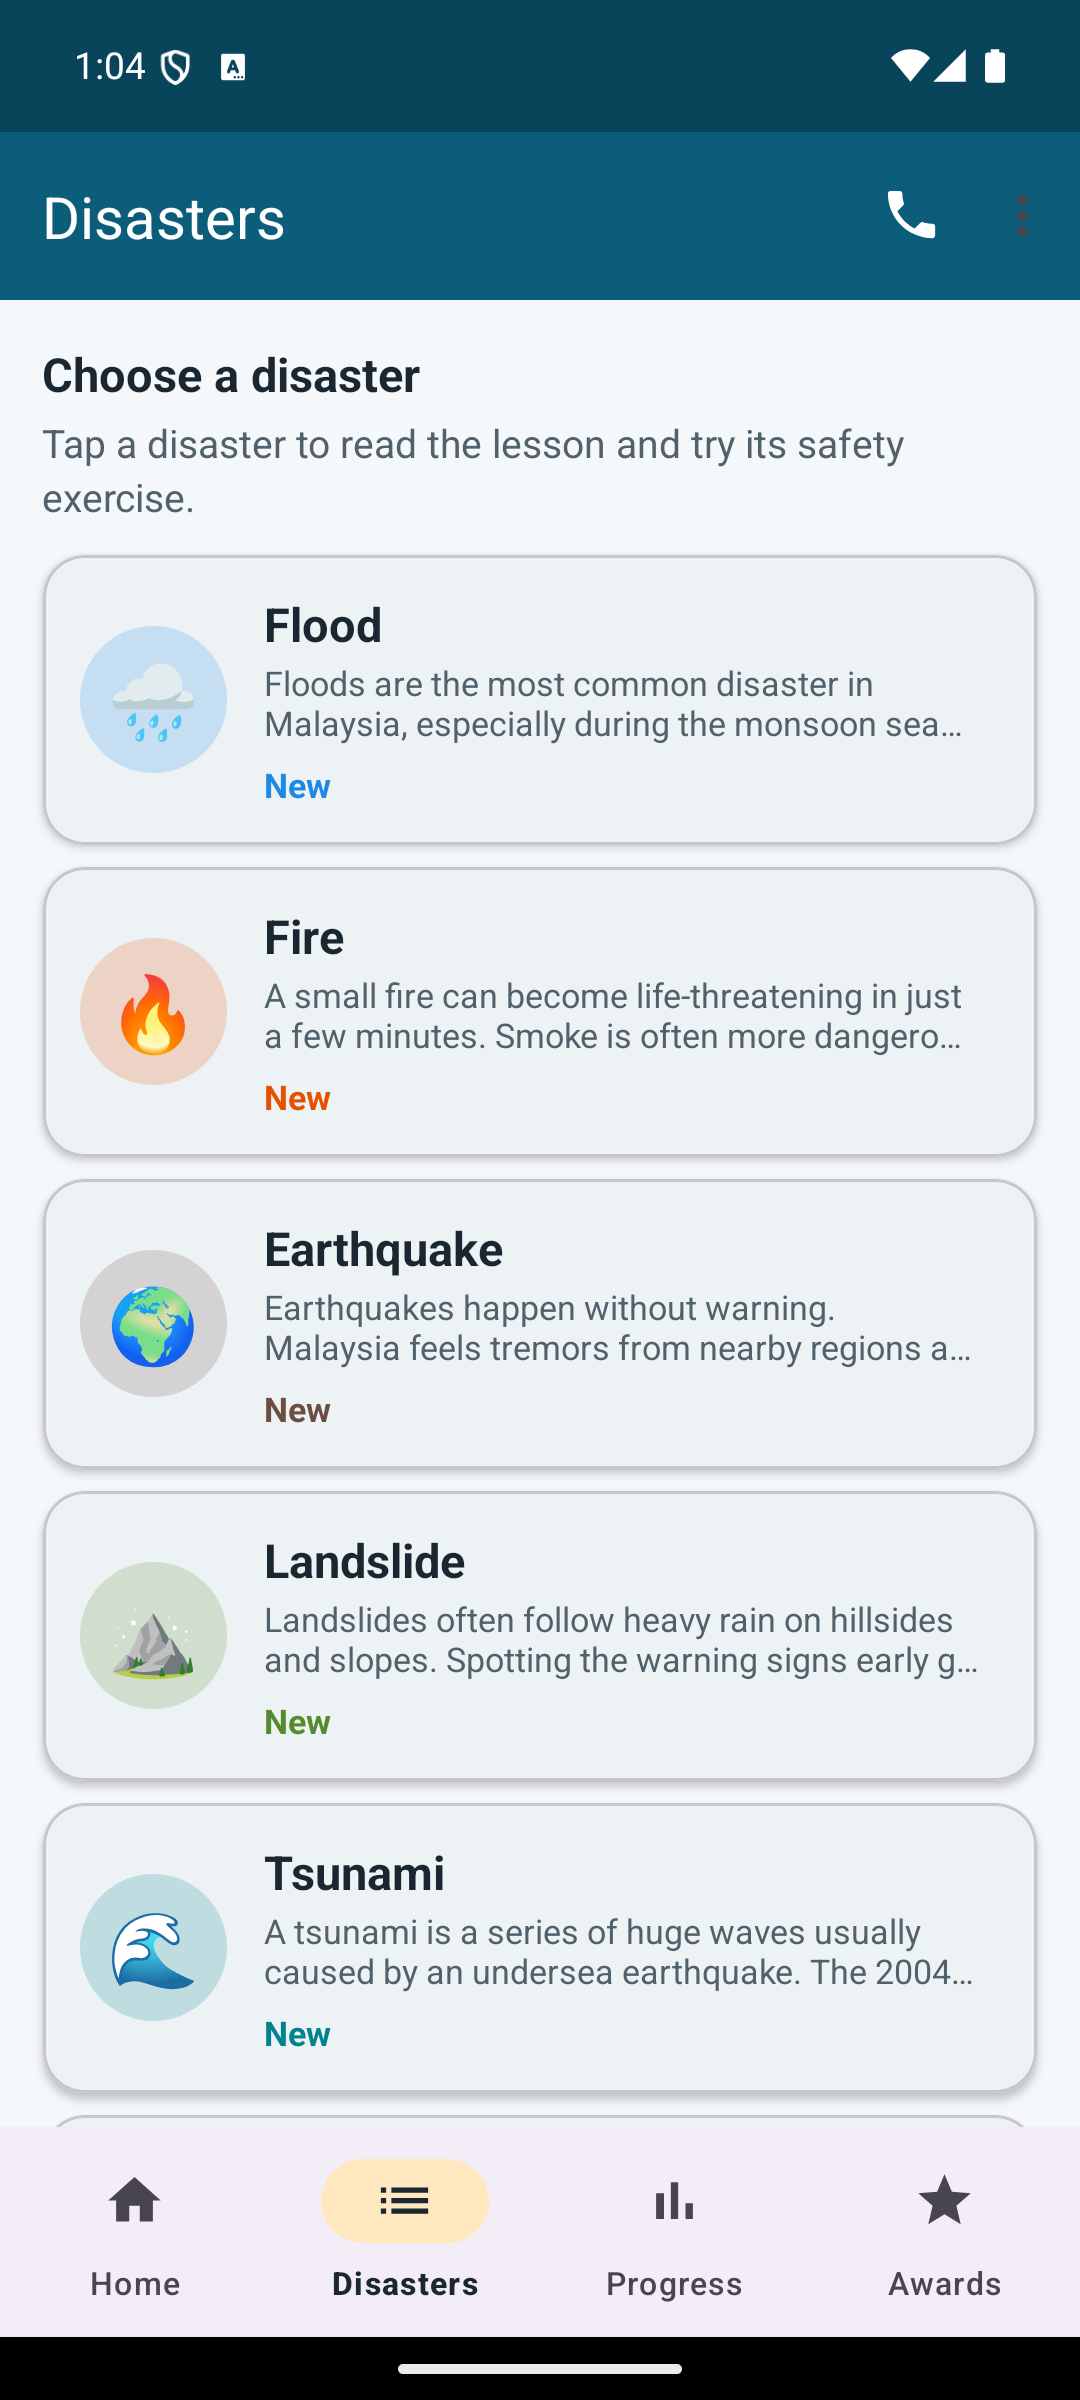 1:04
Disasters
Choose a disaster
Tap a disaster to read the lesson and try its safety
exercise.
Flood
Floods are the most common disaster in
Malaysia, especially during the monsoon sea…
New
Fire
A small fire can become life-threatening in just
a few minutes. Smoke is often more dangero…
New
Earthquake
Earthquakes happen without warning.
Malaysia feels tremors from nearby regions a…
New
Landslide
Landslides often follow heavy rain on hillsides
and slopes. Spotting the warning signs early g…
New
Tsunami
A tsunami is a series of huge waves usually
caused by an undersea earthquake. The 2004…
New
Home
Disasters
Progress
Awards